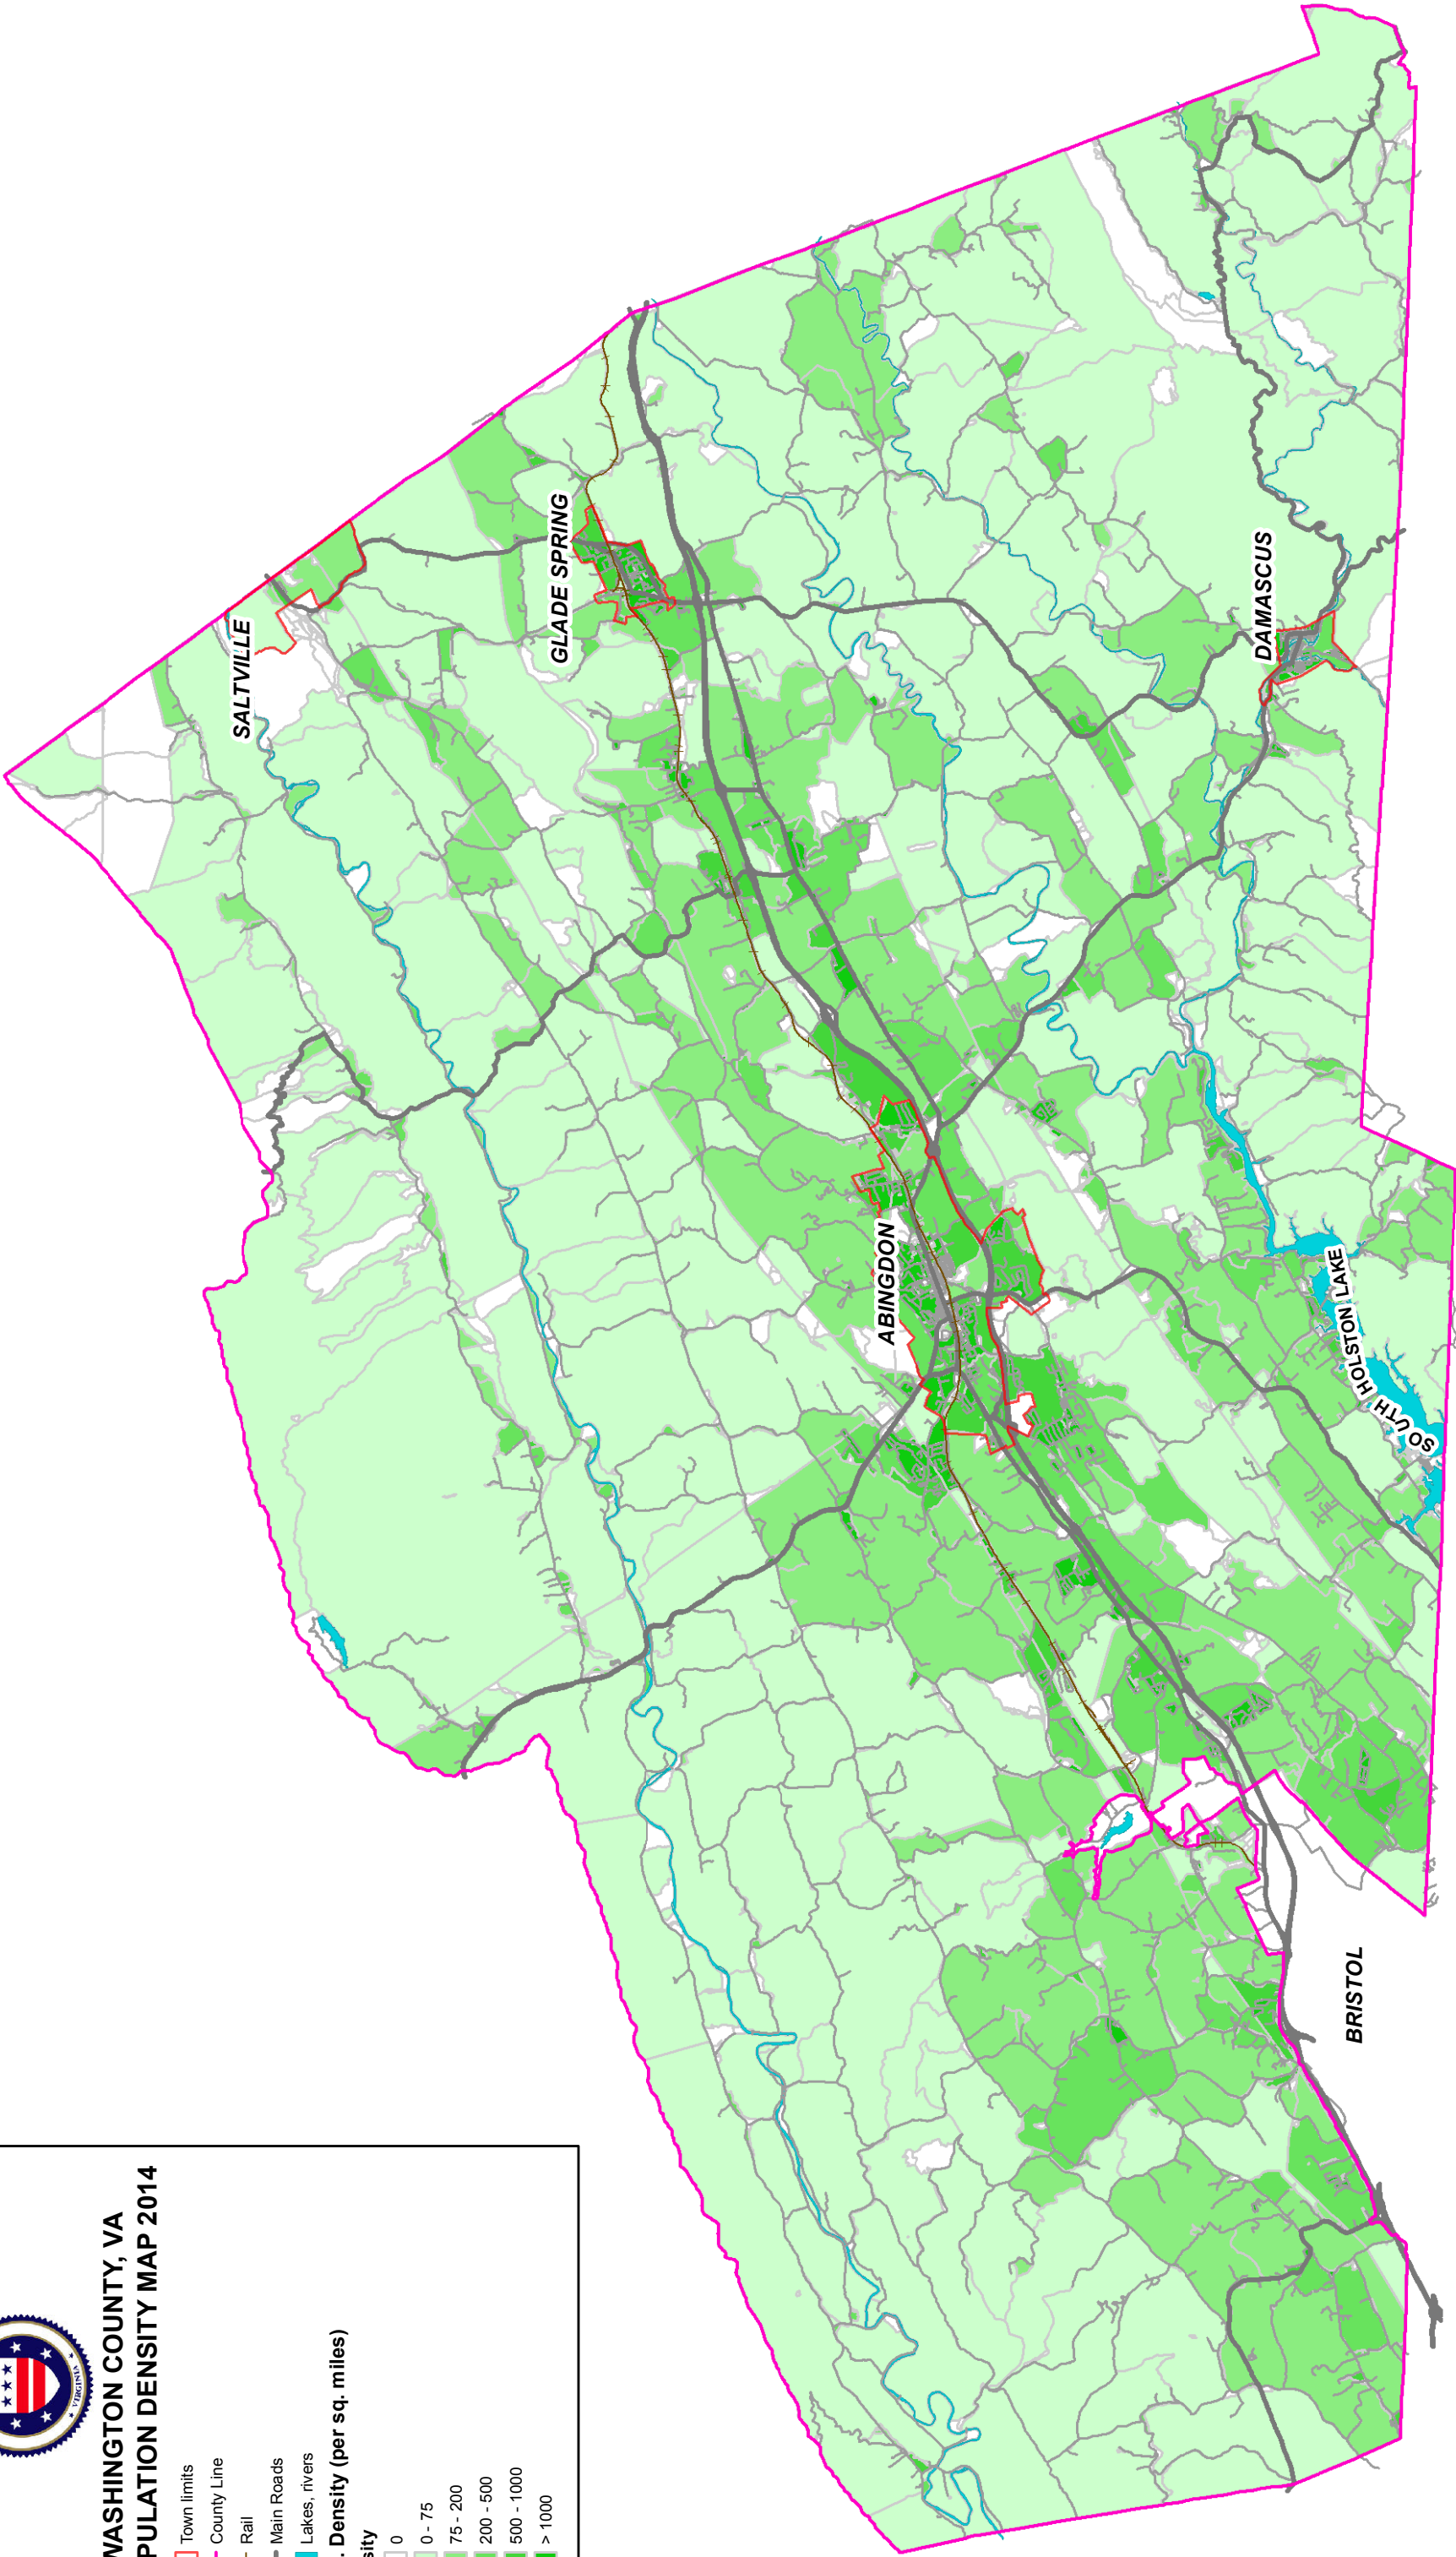 VIRGINIA
WASHINGTON COUNTY, VA
PULATION DENSITY MAP 2014
Town limits
County Line
Rail
Main Roads
Lakes, rivers
. Density (per sq. miles)
sity
0
0 - 75
75 - 200
200 - 500
500 - 1000
> 1000
SALTVILLE
GLADE SPRING
ABINGDON
DAMASCUS
SOUTH HOLSTON LAKE
BRISTOL